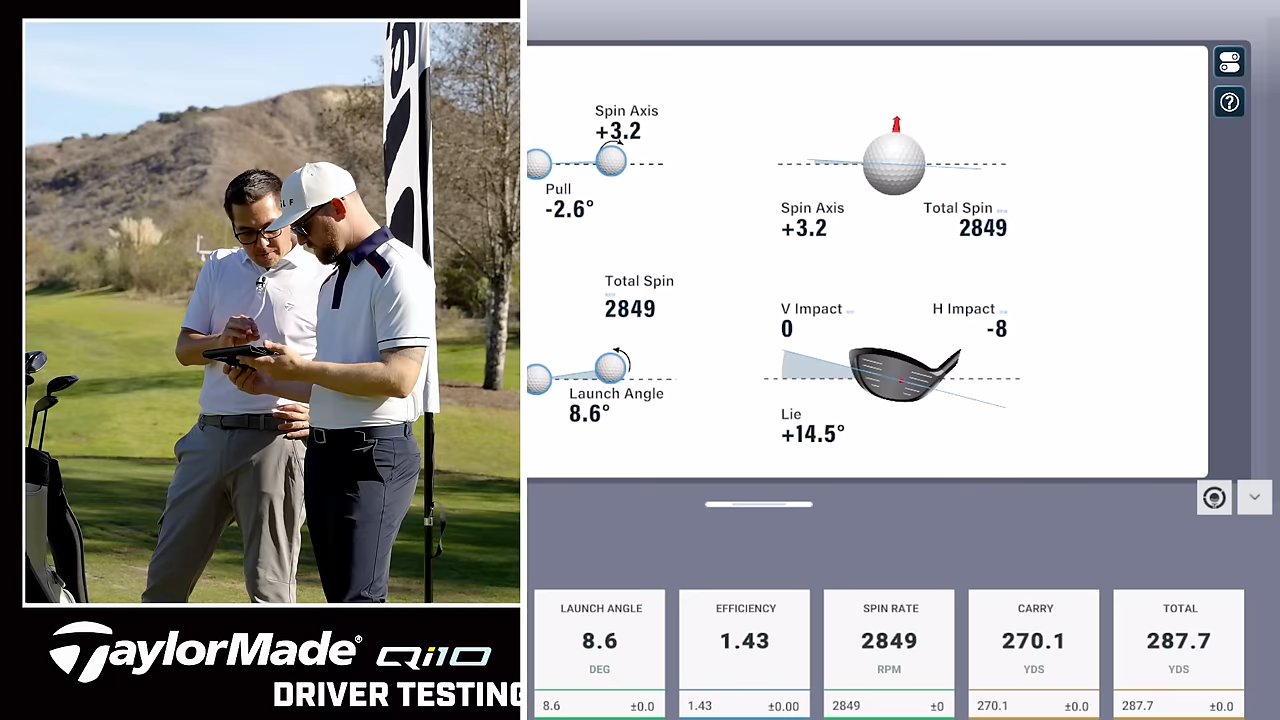 TaylorMade® Qi10
DRIVER TESTING
Spin Axis
+3.2
Pull
-2.6°
Total Spin
2849
Launch Angle
8.6°
Spin Axis
+3.2
Total Spin
2849
V Impact
0
H Impact
-8
Lie
+14.5°
LAUNCH ANGLE
8.6
DEG
8.6 ±0.0
EFFICIENCY
1.43
1.43 ±0.00
SPIN RATE
2849
RPM
2849 ±0
CARRY
270.1
YDS
270.1 ±0.0
TOTAL
287.7
YDS
287.7 ±0.0